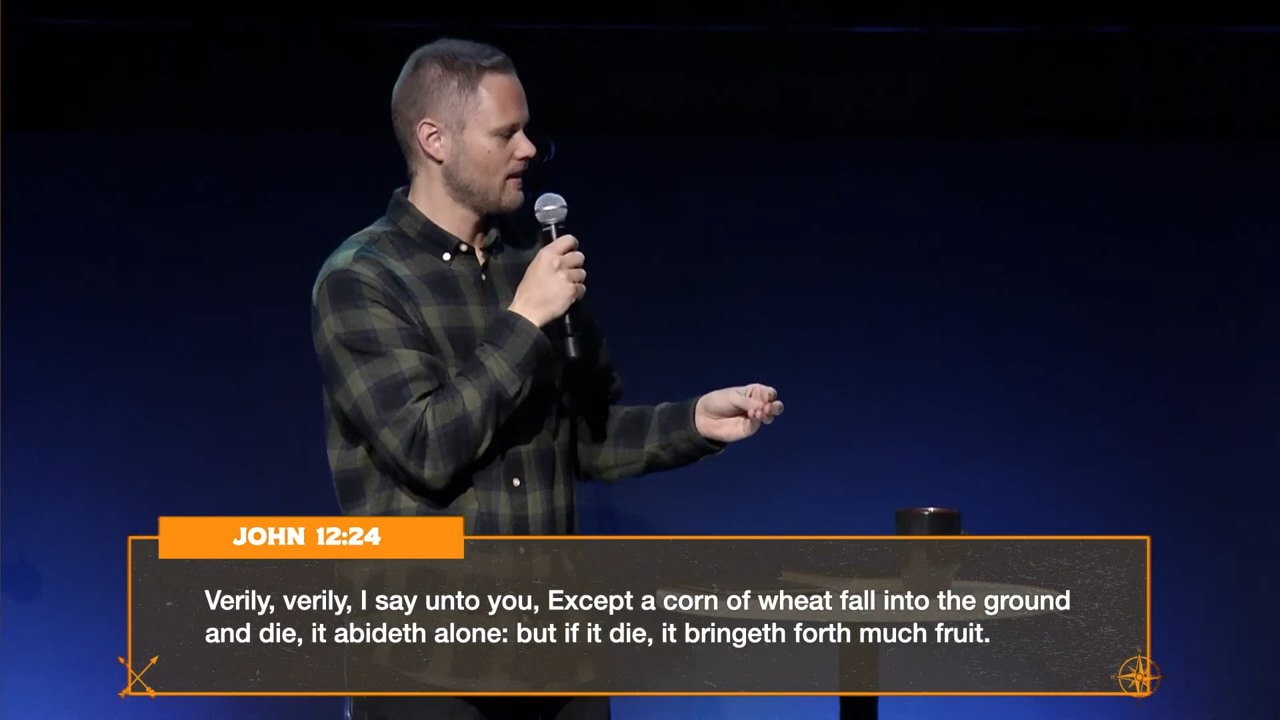 JOHN 12:24
Verily, verily, I say unto you, Except a corn of wheat fall into the ground
and die, it abideth alone: but if it die, it bringeth forth much fruit.